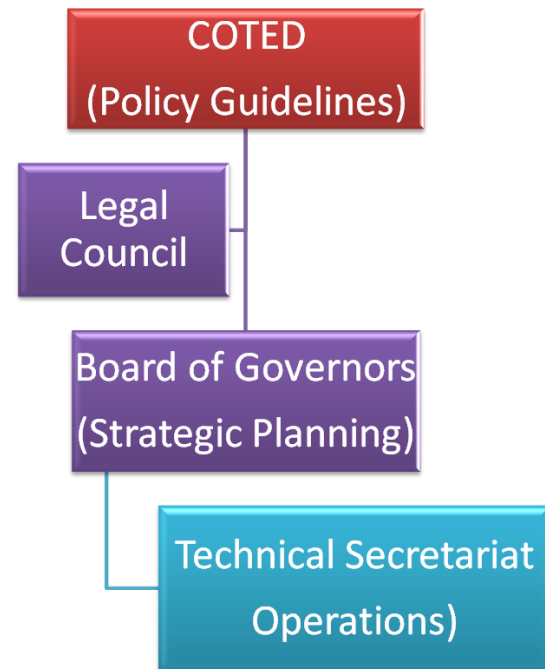 COTED
(Policy Guidelines)
Legal
Council
Board of Governors
(Strategic Planning)
Technical Secretariat
Operations)